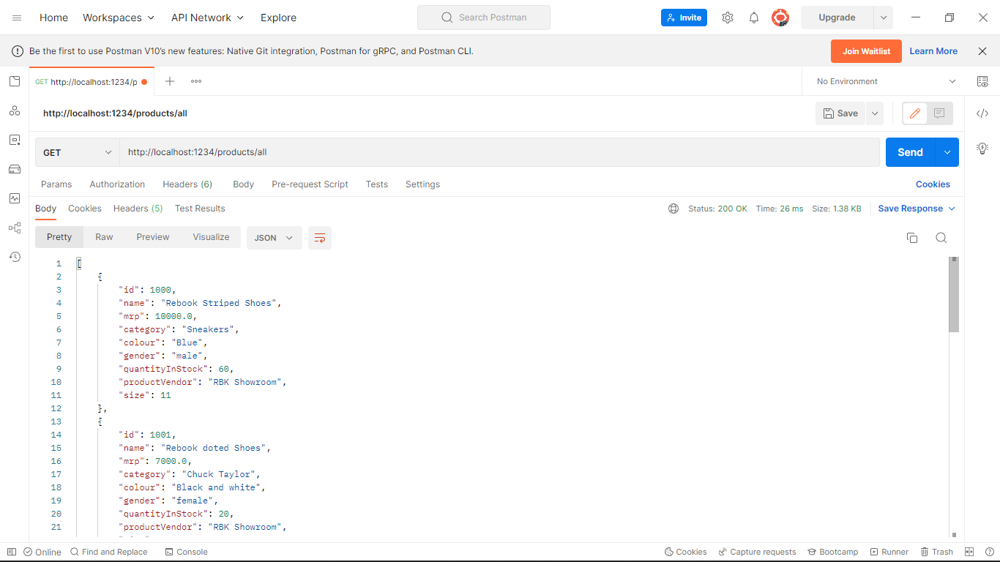 Home Workspaces API Network Explore Search Postman Invite Upgrade
Be the first to use Postman V10's new features: Native Git integration, Postman for gRPC, and Postman CLI. Join Waitlist Learn More
GET http://localhost:1234/p No Environment
http://localhost:1234/products/all Save
GET http://localhost:1234/products/all Send
Params Authorization Headers (6) Body Pre-request Script Tests Settings Cookies
Body Cookies Headers (5) Test Results Status: 200 OK Time: 26 ms Size: 1.38 KB Save Response
Pretty Raw Preview Visualize JSON
1 [
2 {
3 "id": 1000,
4 "name": "Rebook Striped Shoes",
5 "mrp": 10000.0,
6 "category": "Sneakers",
7 "colour": "Blue",
8 "gender": "male",
9 "quantityInStock": 60,
10 "productVendor": "RBK Showroom",
11 "size": 11
12 },
13 {
14 "id": 1001,
15 "name": "Rebook doted Shoes",
16 "mrp": 7000.0,
17 "category": "Chuck Taylor",
18 "colour": "Black and white",
19 "gender": "female",
20 "quantityInStock": 20,
21 "productVendor": "RBK Showroom",
Online Find and Replace Console Cookies Capture requests Bootcamp Runner Trash